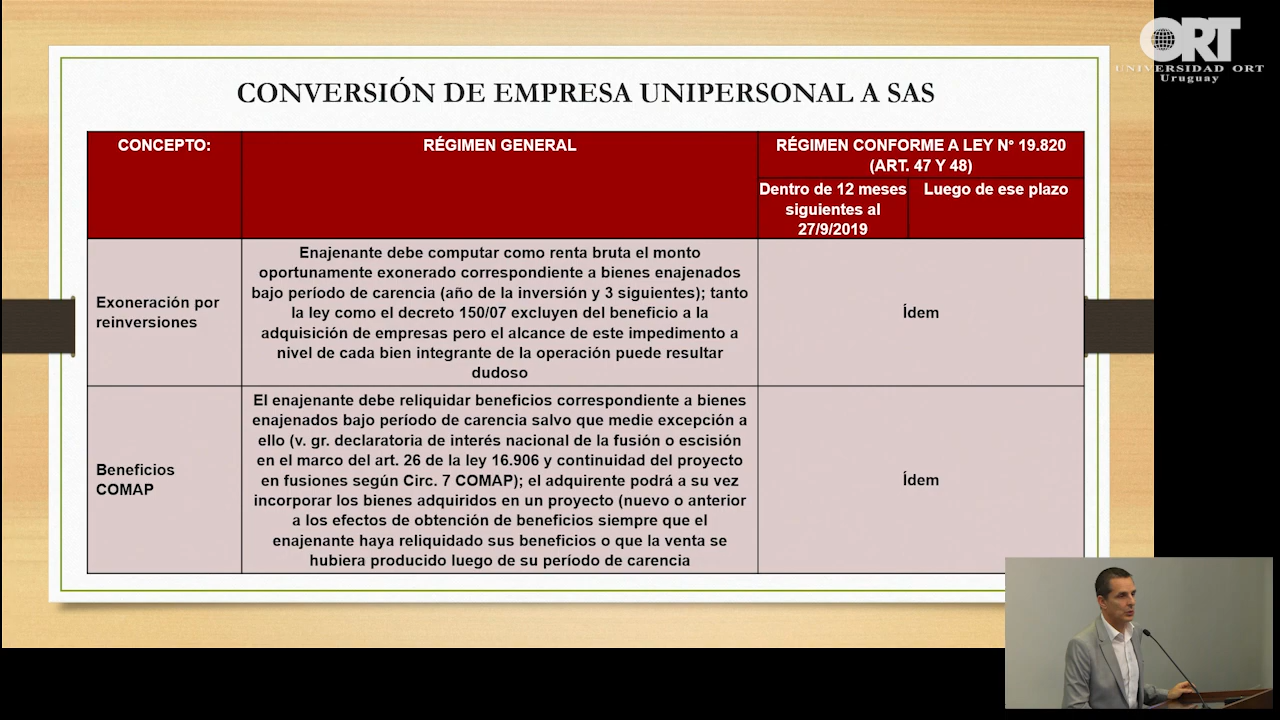 ORT
UNIVERSIDAD ORT
Uruguay
CONVERSIÓN DE EMPRESA UNIPERSONAL A SAS
CONCEPTO:
RÉGIMEN GENERAL
RÉGIMEN CONFORME A LEY N° 19.820
(ART. 47 Y 48)
Dentro de 12 meses
siguientes al
27/9/2019
Luego de ese plazo
Exoneración por
reinversiones
Enajenante debe computar como renta bruta el monto
oportunamente exonerado correspondiente a bienes enajenados
bajo período de carencia (año de la inversión y 3 siguientes); tanto
la ley como el decreto 150/07 excluyen del beneficio a la
adquisición de empresas pero el alcance de este impedimento a
nivel de cada bien integrante de la operación puede resultar
dudoso
Ídem
Beneficios
COMAP
El enajenante debe reliquidar beneficios correspondiente a bienes
enajenados bajo período de carencia salvo que medie excepción a
ello (v. gr. declaratoria de interés nacional de la fusión o escisión
en el marco del art. 26 de la ley 16.906 y continuidad del proyecto
en fusiones según Circ. 7 COMAP); el adquirente podrá a su vez
incorporar los bienes adquiridos en un proyecto (nuevo o anterior
a los efectos de obtención de beneficios siempre que el
enajenante haya reliquidado sus beneficios o que la venta se
hubiera producido luego de su período de carencia
Ídem